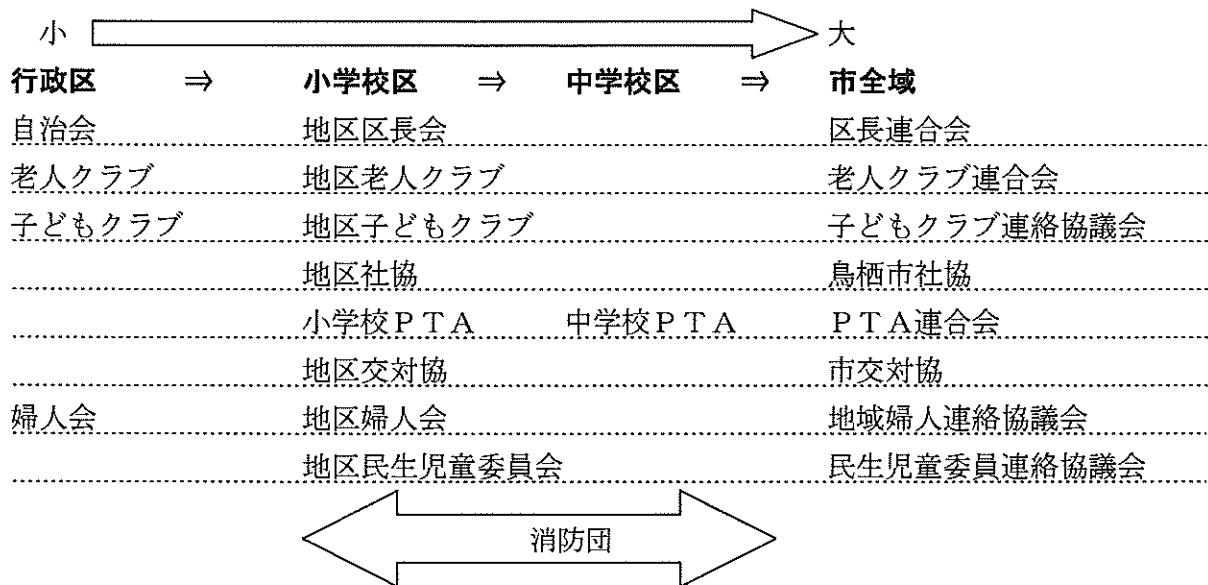 小 大
行政区 ⇒ 小学校区 ⇒ 中学校区 ⇒ 市全域
自治会 地区区長会 区長連合会
老人クラブ 地区老人クラブ 老人クラブ連合会
子どもクラブ 地区子どもクラブ 子どもクラブ連絡協議会
地区社協 鳥栖市社協
小学校ＰＴＡ 中学校ＰＴＡ ＰＴＡ連合会
地区交対協 市交対協
婦人会 地区婦人会 地域婦人連絡協議会
地区民生児童委員会 民生児童委員連絡協議会
消防団